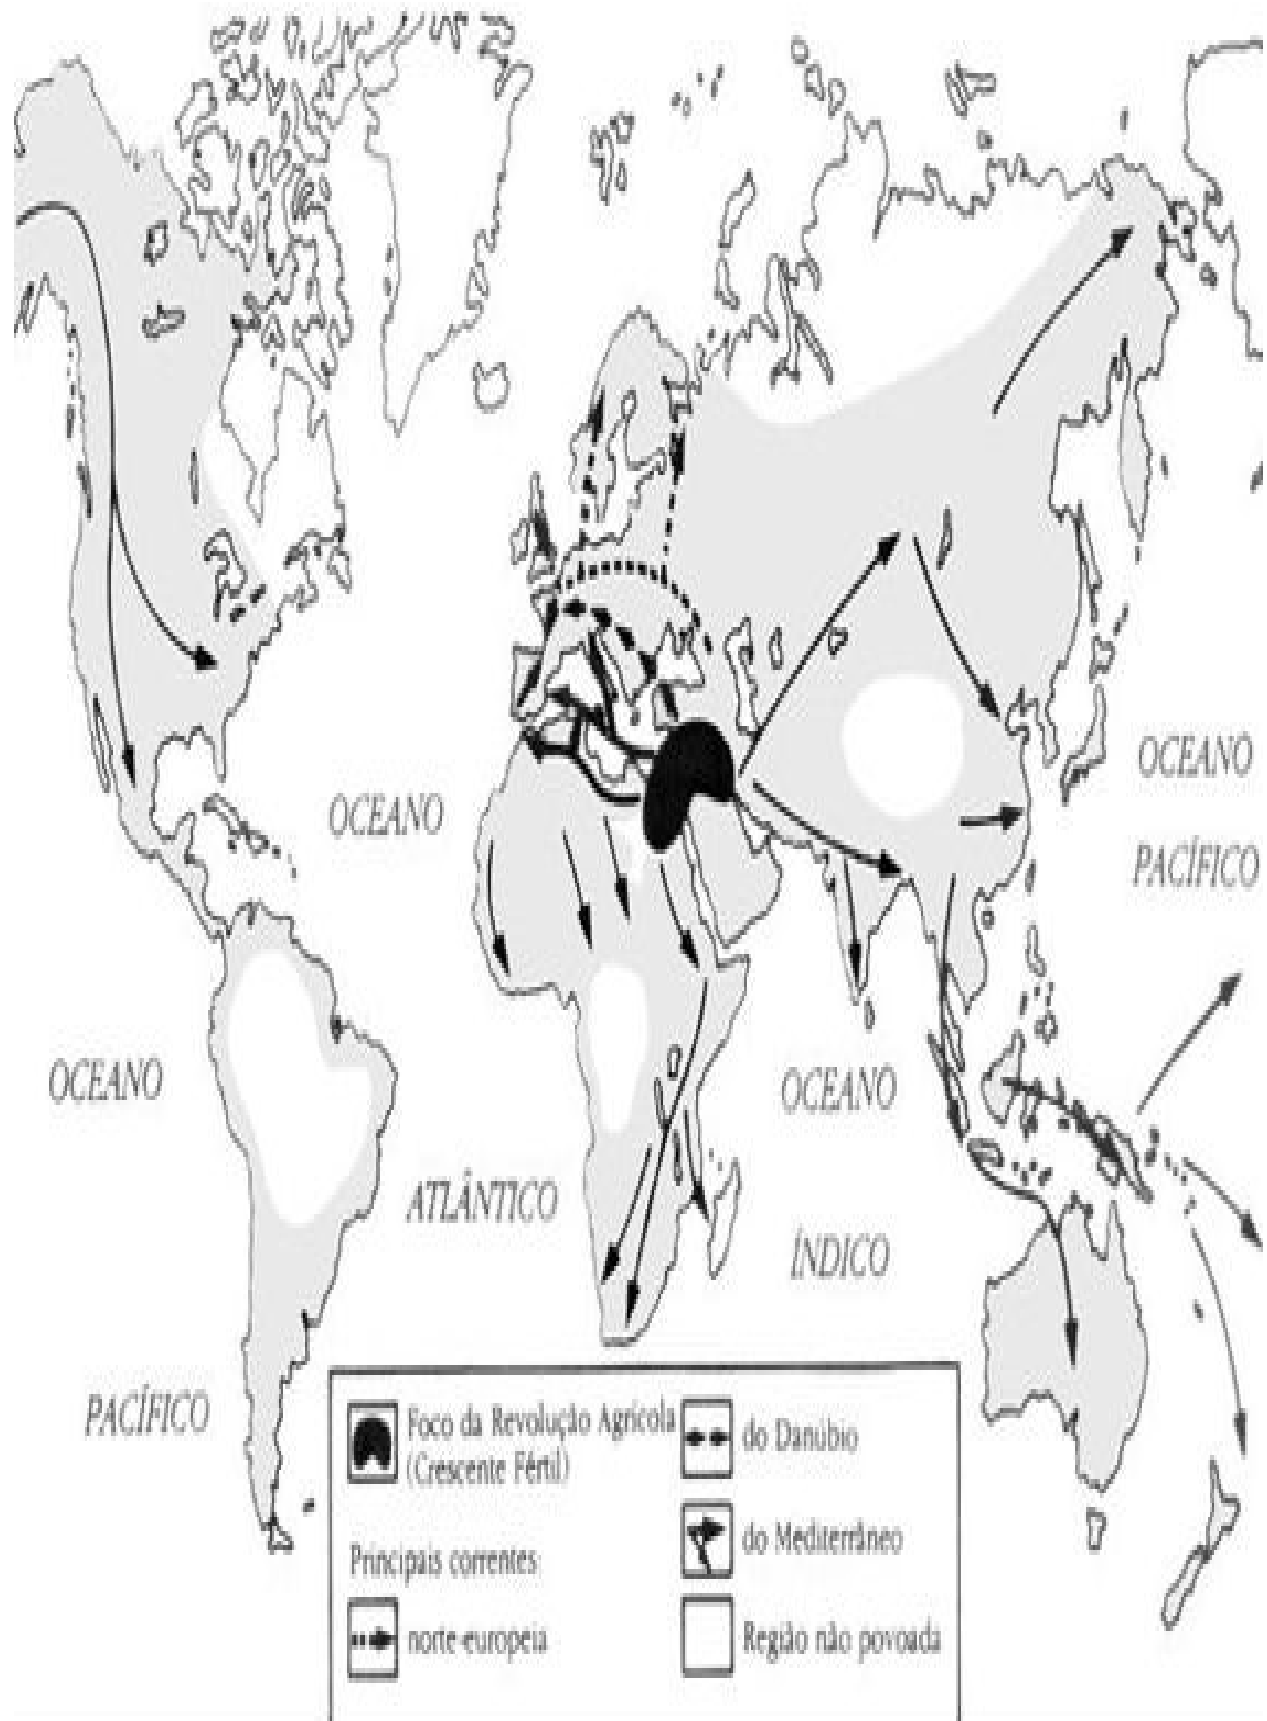 OCEANO
PACÍFICO
OCEANO
OCEANO
OCEANO
ATLÂNTICO
ÍNDICO
PACÍFICO
Foco da Revolução Agrícola
(Crescente Fértil)
Principais correntes
norte-européia
do Danúbio
do Mediterrâneo
Região não povoada